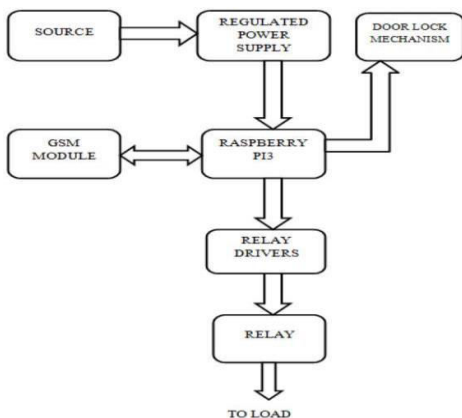 SOURCE
REGULATED
POWER
SUPPLY
DOOR LOCK
MECHANISM
GSM
MODULE
RASPBERRY
PI3
RELAY
DRIVERS
RELAY
TO LOAD